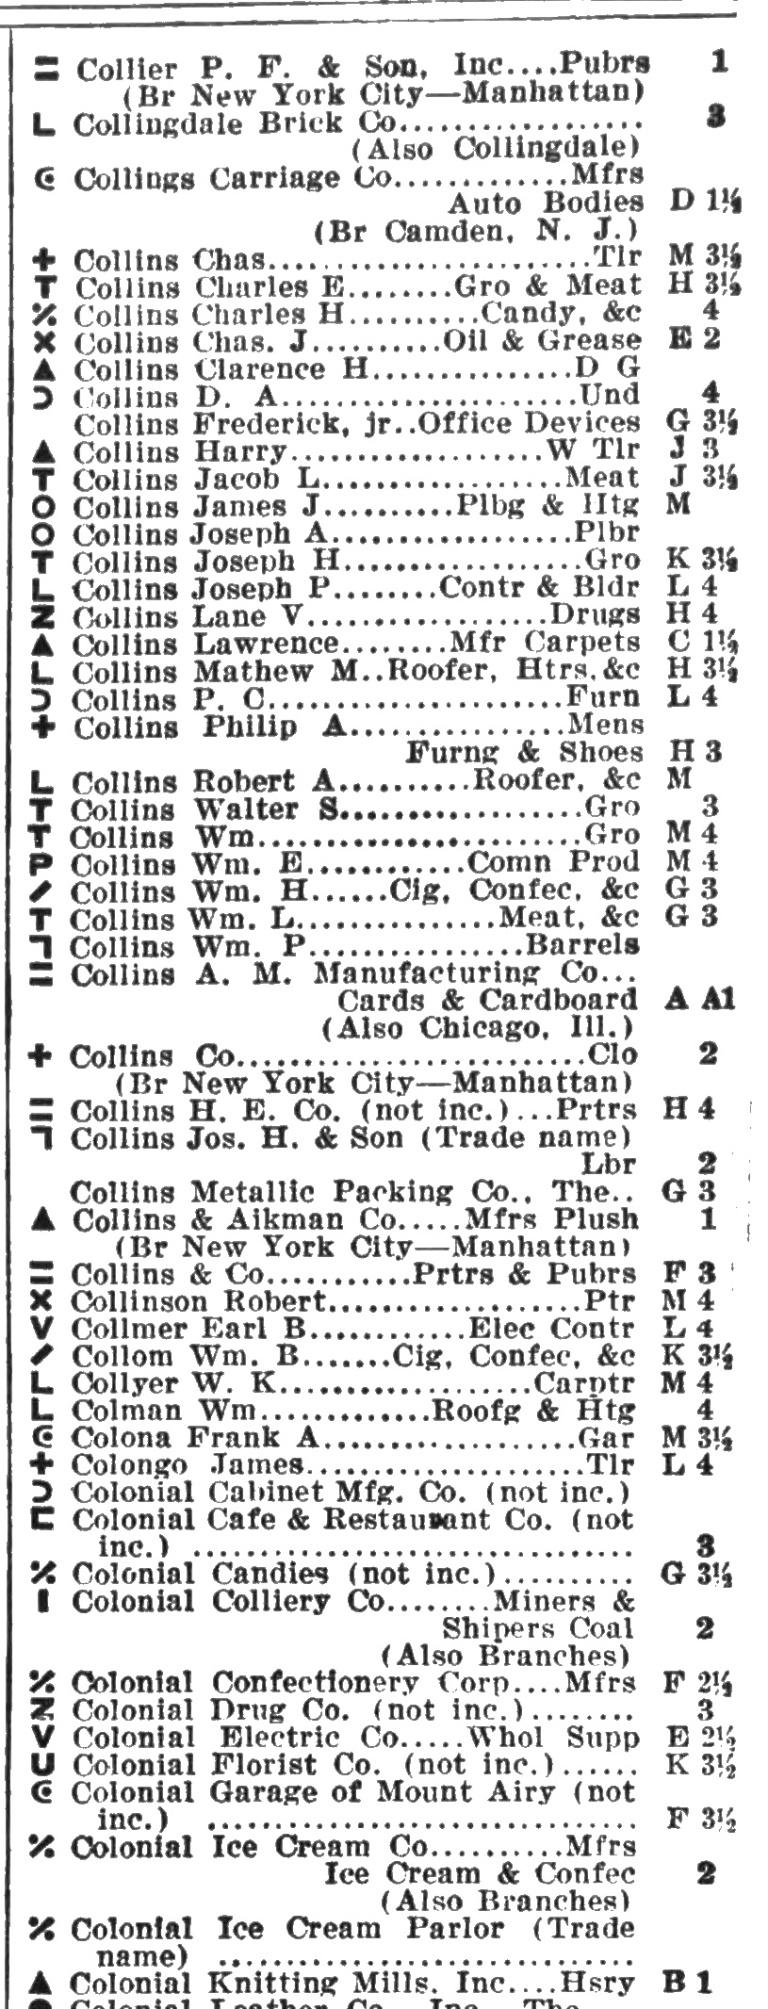 = Collier P. F. & Son, Inc....Pubrs 1
(Br New York City—Manhattan)
L Collingdale Brick Co.................. 3
(Also Collingdale)
Collings Carriage Co.............Mfrs
Auto Bodies D 1½
(Br Camden, N. J.)
+ Collins Chas........................Tlr M 3½
T Collins Charles E........Gro & Meat H 3½
% Collins Charles H..........Candy, &c 4
× Collins Chas. J..........Oil & Grease E 2
▲ Collins Clarence H...............D G
Ɔ Collins D. A.......................Und 4
Collins Frederick, jr..Office Devices G 3½
▲ Collins Harry...................W Tlr J 3
T Collins Jacob L..................Meat J 3½
O Collins James J..........Plbg & Htg M
O Collins Joseph A..................Plbr
T Collins Joseph H..................Gro K 3½
L Collins Joseph P........Contr & Bldr L 4
Z Collins Lane V..................Drugs H 4
▲ Collins Lawrence........Mfr Carpets C 1½
L Collins Mathew M..Roofer, Htrs,&c H 3½
Ɔ Collins P. C......................Furn L 4
+ Collins Philip A................Mens
Furng & Shoes H 3
L Collins Robert A..........Roofer, &c M
T Collins Walter S..................Gro 3
T Collins Wm........................Gro M 4
P Collins Wm. E............Comn Prod M 4
/ Collins Wm. H......Cig, Confec, &c G 3
T Collins Wm. L...............Meat, &c G 3
ㄱ Collins Wm. P................Barrels
= Collins A. M. Manufacturing Co...
Cards & Cardboard A A1
(Also Chicago, Ill.)
+ Collins Co..........................Clo 2
(Br New York City—Manhattan)
= Collins H. E. Co. (not inc.)...Prtrs H 4
ㄱ Collins Jos. H. & Son (Trade name)
Lbr 2
Collins Metallic Packing Co., The.. G 3
▲ Collins & Aikman Co.....Mfrs Plush 1
(Br New York City—Manhattan)
= Collins & Co...........Prtrs & Pubrs F 3
× Collinson Robert...................Ptr M 4
V Collmer Earl B............Elec Contr L 4
/ Collom Wm. B.......Cig, Confec, &c K 3½
L Collyer W. K...................Carptr M 4
L Colman Wm.............Roofg & Htg 4
Colona Frank A...................Gar M 3½
+ Colongo James.....................Tlr L 4
Ɔ Colonial Cabinet Mfg. Co. (not inc.)
⊏ Colonial Cafe & Restaurant Co. (not
inc.) ................................. 3
% Colonial Candies (not inc.).......... G 3½
▮ Colonial Colliery Co........Miners &
Shipers Coal 2
(Also Branches)
% Colonial Confectionery Corp....Mfrs F 2½
Z Colonial Drug Co. (not inc.)........ 3
V Colonial Electric Co.....Whol Supp E 2½
U Colonial Florist Co. (not inc.)...... K 3½
Colonial Garage of Mount Airy (not
inc.) ................................ F 3½
% Colonial Ice Cream Co..........Mfrs
Ice Cream & Confec 2
(Also Branches)
% Colonial Ice Cream Parlor (Trade
name) ...............................
▲ Colonial Knitting Mills, Inc....Hsry B 1
Colonial Leather Co., Inc., The